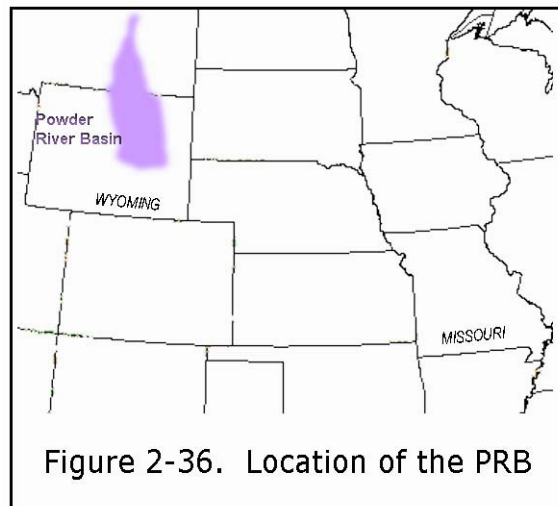 Powder
River Basin
WYOMING
MISSOURI
Figure 2-36. Location of the PRB